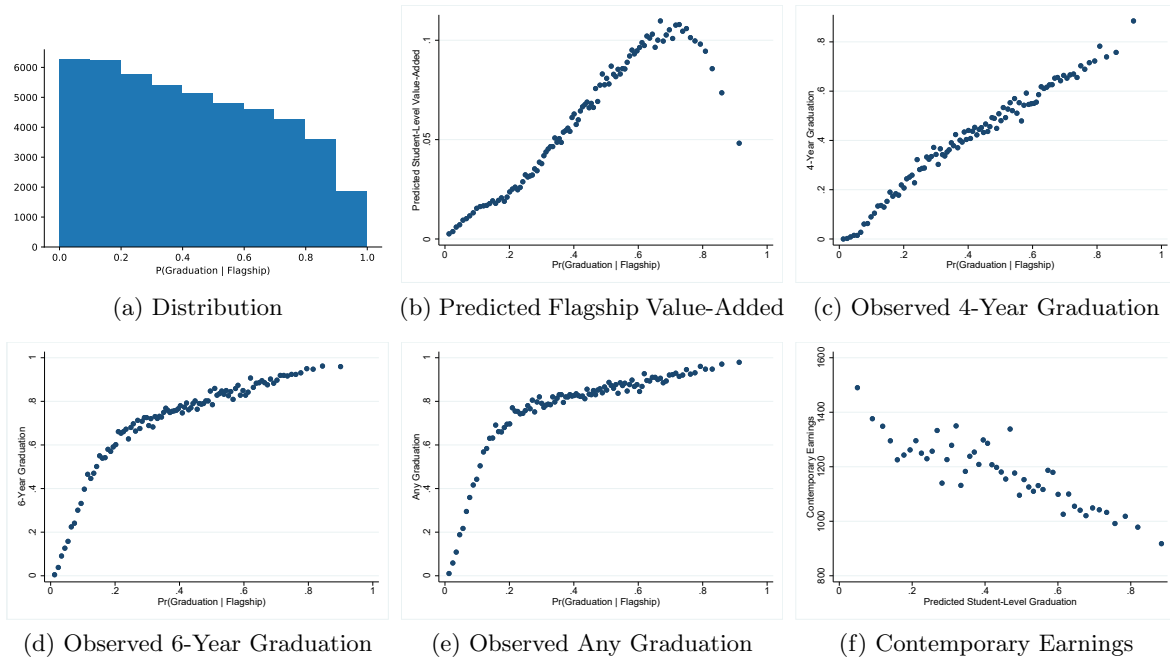 6000
5000
4000
3000
2000
1000
0
0.0 0.2 0.4 0.6 0.8 1.0
P(Graduation | Flagship)
(a) Distribution
Predicted Student-Level Value-Added
.1
.05
0
0 .2 .4 .6 .8 1
Pr(Graduation | Flagship)
(b) Predicted Flagship Value-Added
4-Year Graduation
.8
.6
.4
.2
0
0 .2 .4 .6 .8 1
Pr(Graduation | Flagship)
(c) Observed 4-Year Graduation
6-Year Graduation
1
.8
.6
.4
.2
0
0 .2 .4 .6 .8 1
Pr(Graduation | Flagship)
(d) Observed 6-Year Graduation
Any Graduation
1
.8
.6
.4
.2
0
0 .2 .4 .6 .8 1
Pr(Graduation | Flagship)
(e) Observed Any Graduation
Contemporary Earnings
1600
1400
1200
1000
800
0 .2 .4 .6 .8
Predicted Student-Level Graduation
(f) Contemporary Earnings